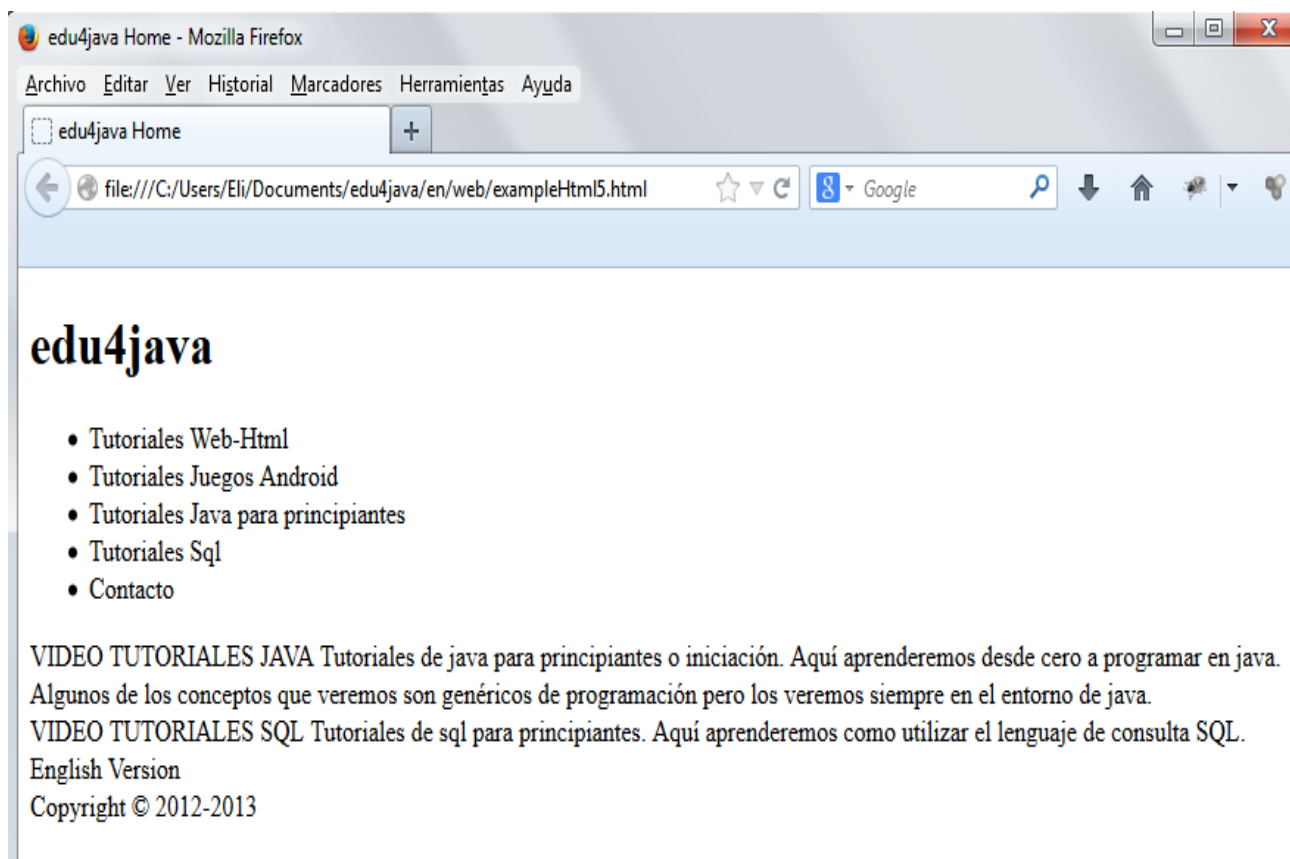 edu4java Home - Mozilla Firefox
X
Archivo Editar Ver Historial Marcadores Herramientas Ayuda
edu4java Home +
file:///C:/Users/Eli/Documents/edu4java/en/web/exampleHtml5.html 8 Google
edu4java
• Tutoriales Web-Html
• Tutoriales Juegos Android
• Tutoriales Java para principiantes
• Tutoriales Sql
• Contacto
VIDEO TUTORIALES JAVA Tutoriales de java para principiantes o iniciación. Aquí aprenderemos desde cero a programar en java.
Algunos de los conceptos que veremos son genéricos de programación pero los veremos siempre en el entorno de java.
VIDEO TUTORIALES SQL Tutoriales de sql para principiantes. Aquí aprenderemos como utilizar el lenguaje de consulta SQL.
English Version
Copyright © 2012-2013